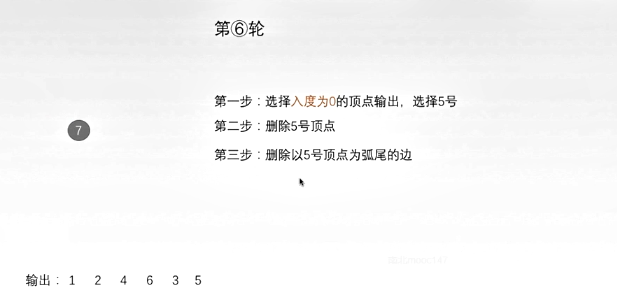 第⑥轮
第一步：选择入度为0的顶点输出，选择5号
7
第二步：删除5号顶点
第三步：删除以5号顶点为弧尾的边
输出： 1 2 4 6 3 5